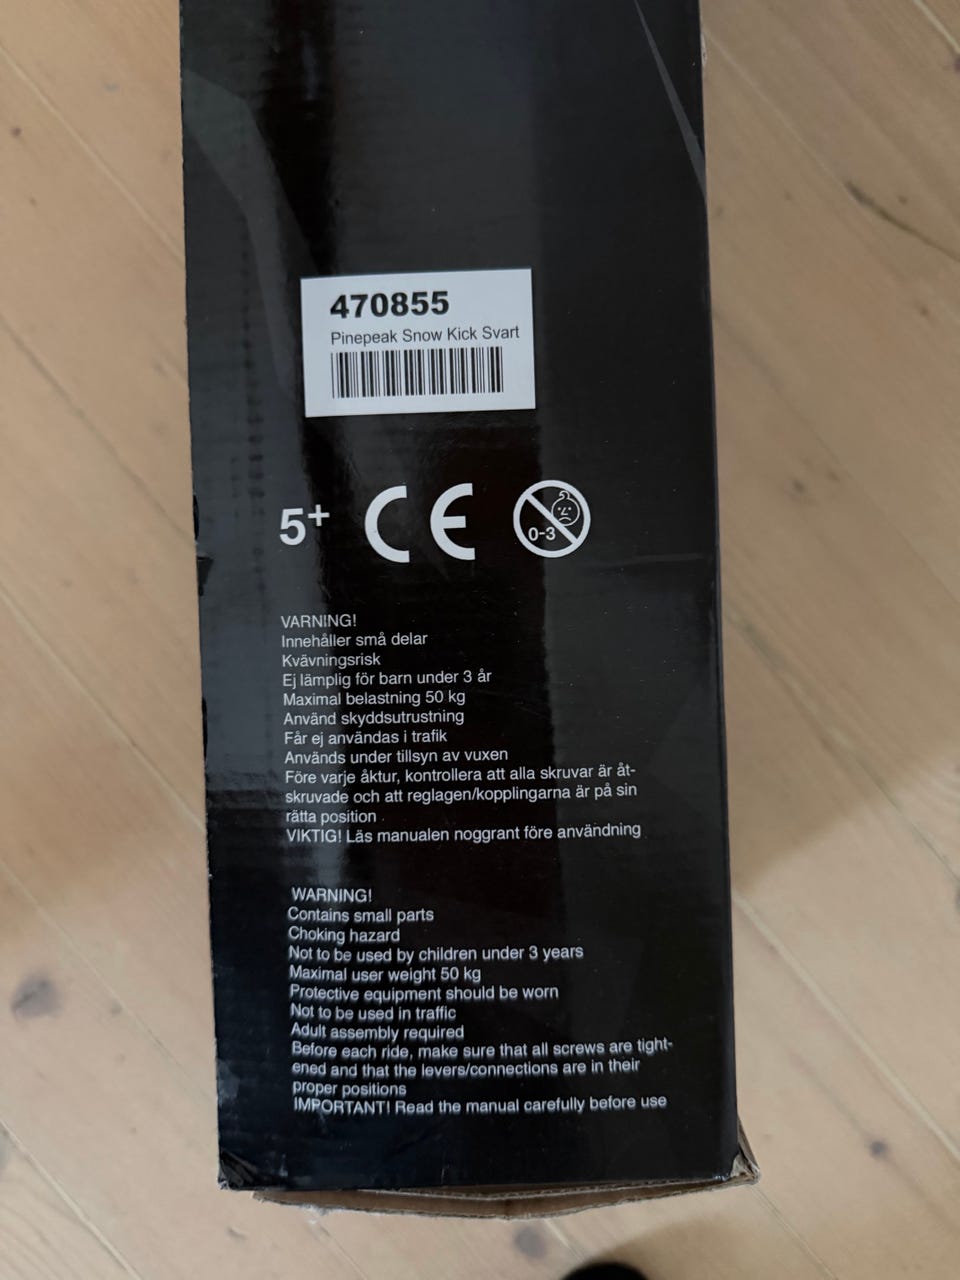 470855
Pinepeak Snow Kick Svart
5+ CE 0-3
VARNING!
Innehåller små delar
Kvävningsrisk
Ej lämplig för barn under 3 år
Maximal belastning 50 kg
Använd skyddsutrustning
Får ej användas i trafik
Används under tillsyn av vuxen
Före varje åktur, kontrollera att alla skruvar är åt-
skruvade och att reglagen/kopplingarna är på sin
rätta position
VIKTIG! Läs manualen noggrant före användning
WARNING!
Contains small parts
Choking hazard
Not to be used by children under 3 years
Maximal user weight 50 kg
Protective equipment should be worn
Not to be used in traffic
Adult assembly required
Before each ride, make sure that all screws are tight-
ened and that the levers/connections are in their
proper positions
IMPORTANT! Read the manual carefully before use